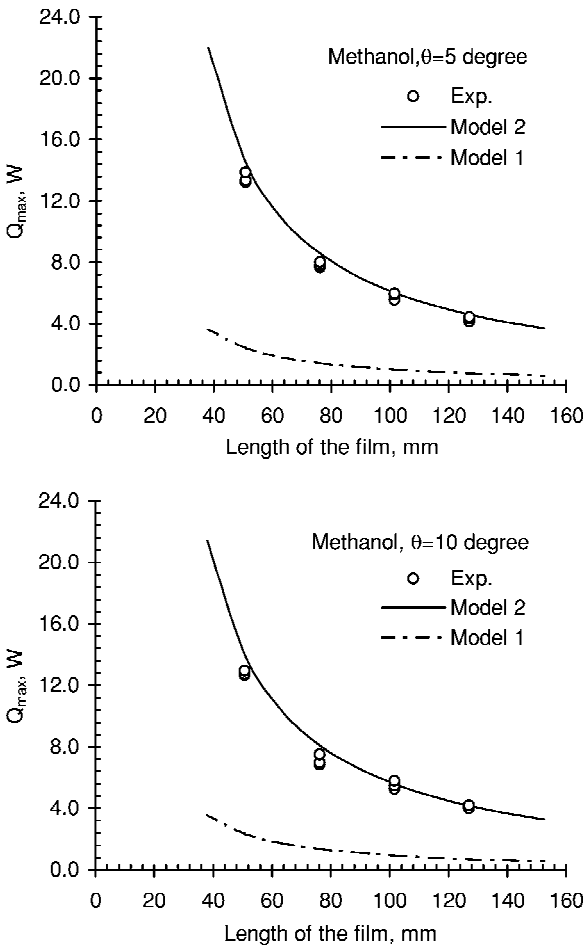 24.0
20.0
16.0
12.0
8.0
4.0
0.0
Qmax, W
Methanol,θ=5 degree
Exp.
Model 2
Model 1
0 20 40 60 80 100 120 140 160
Length of the film, mm
24.0
20.0
16.0
12.0
8.0
4.0
0.0
Qmax, W
Methanol, θ=10 degree
Exp.
Model 2
Model 1
0 20 40 60 80 100 120 140 160
Length of the film, mm